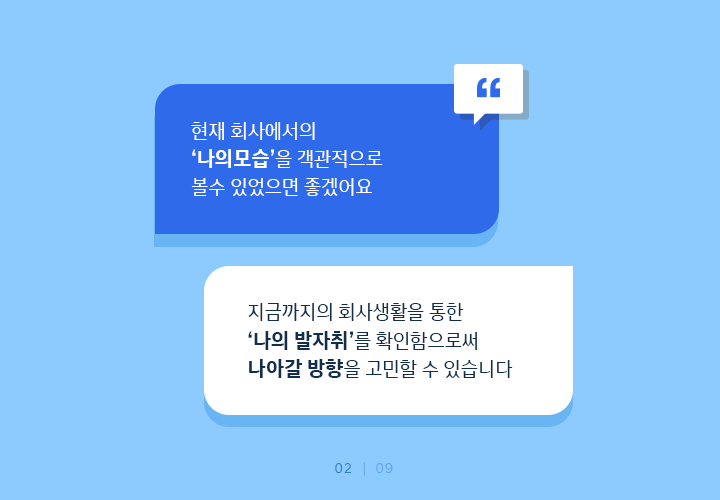 “
현재 회사에서의
‘나의모습’을 객관적으로
볼수 있었으면 좋겠어요
지금까지의 회사생활을 통한
‘나의 발자취’를 확인함으로써
나아갈 방향을 고민할 수 있습니다
02 | 09